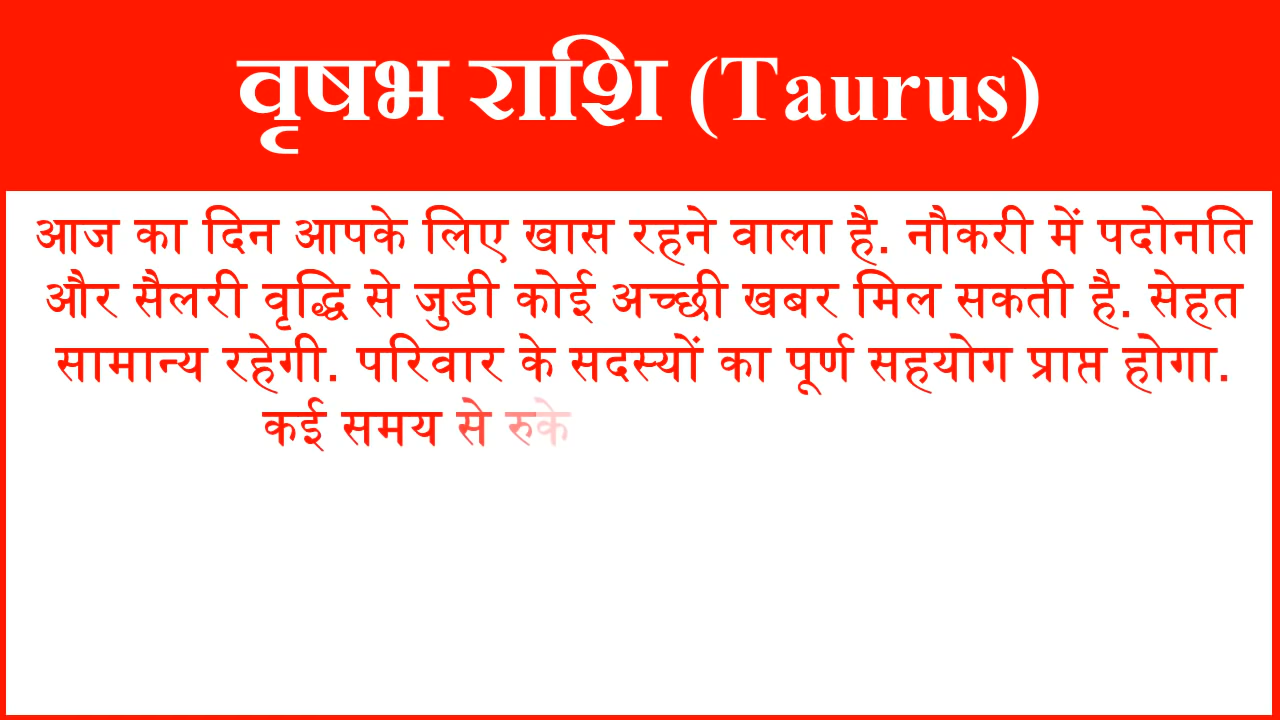 वृषभ राशि (Taurus)
आज का दिन आपके लिए खास रहने वाला है. नौकरी में पदोनति
और सैलरी वृद्धि से जुडी कोई अच्छी खबर मिल सकती है. सेहत
सामान्य रहेगी. परिवार के सदस्यों का पूर्ण सहयोग प्राप्त होगा.
कई समय से रुके